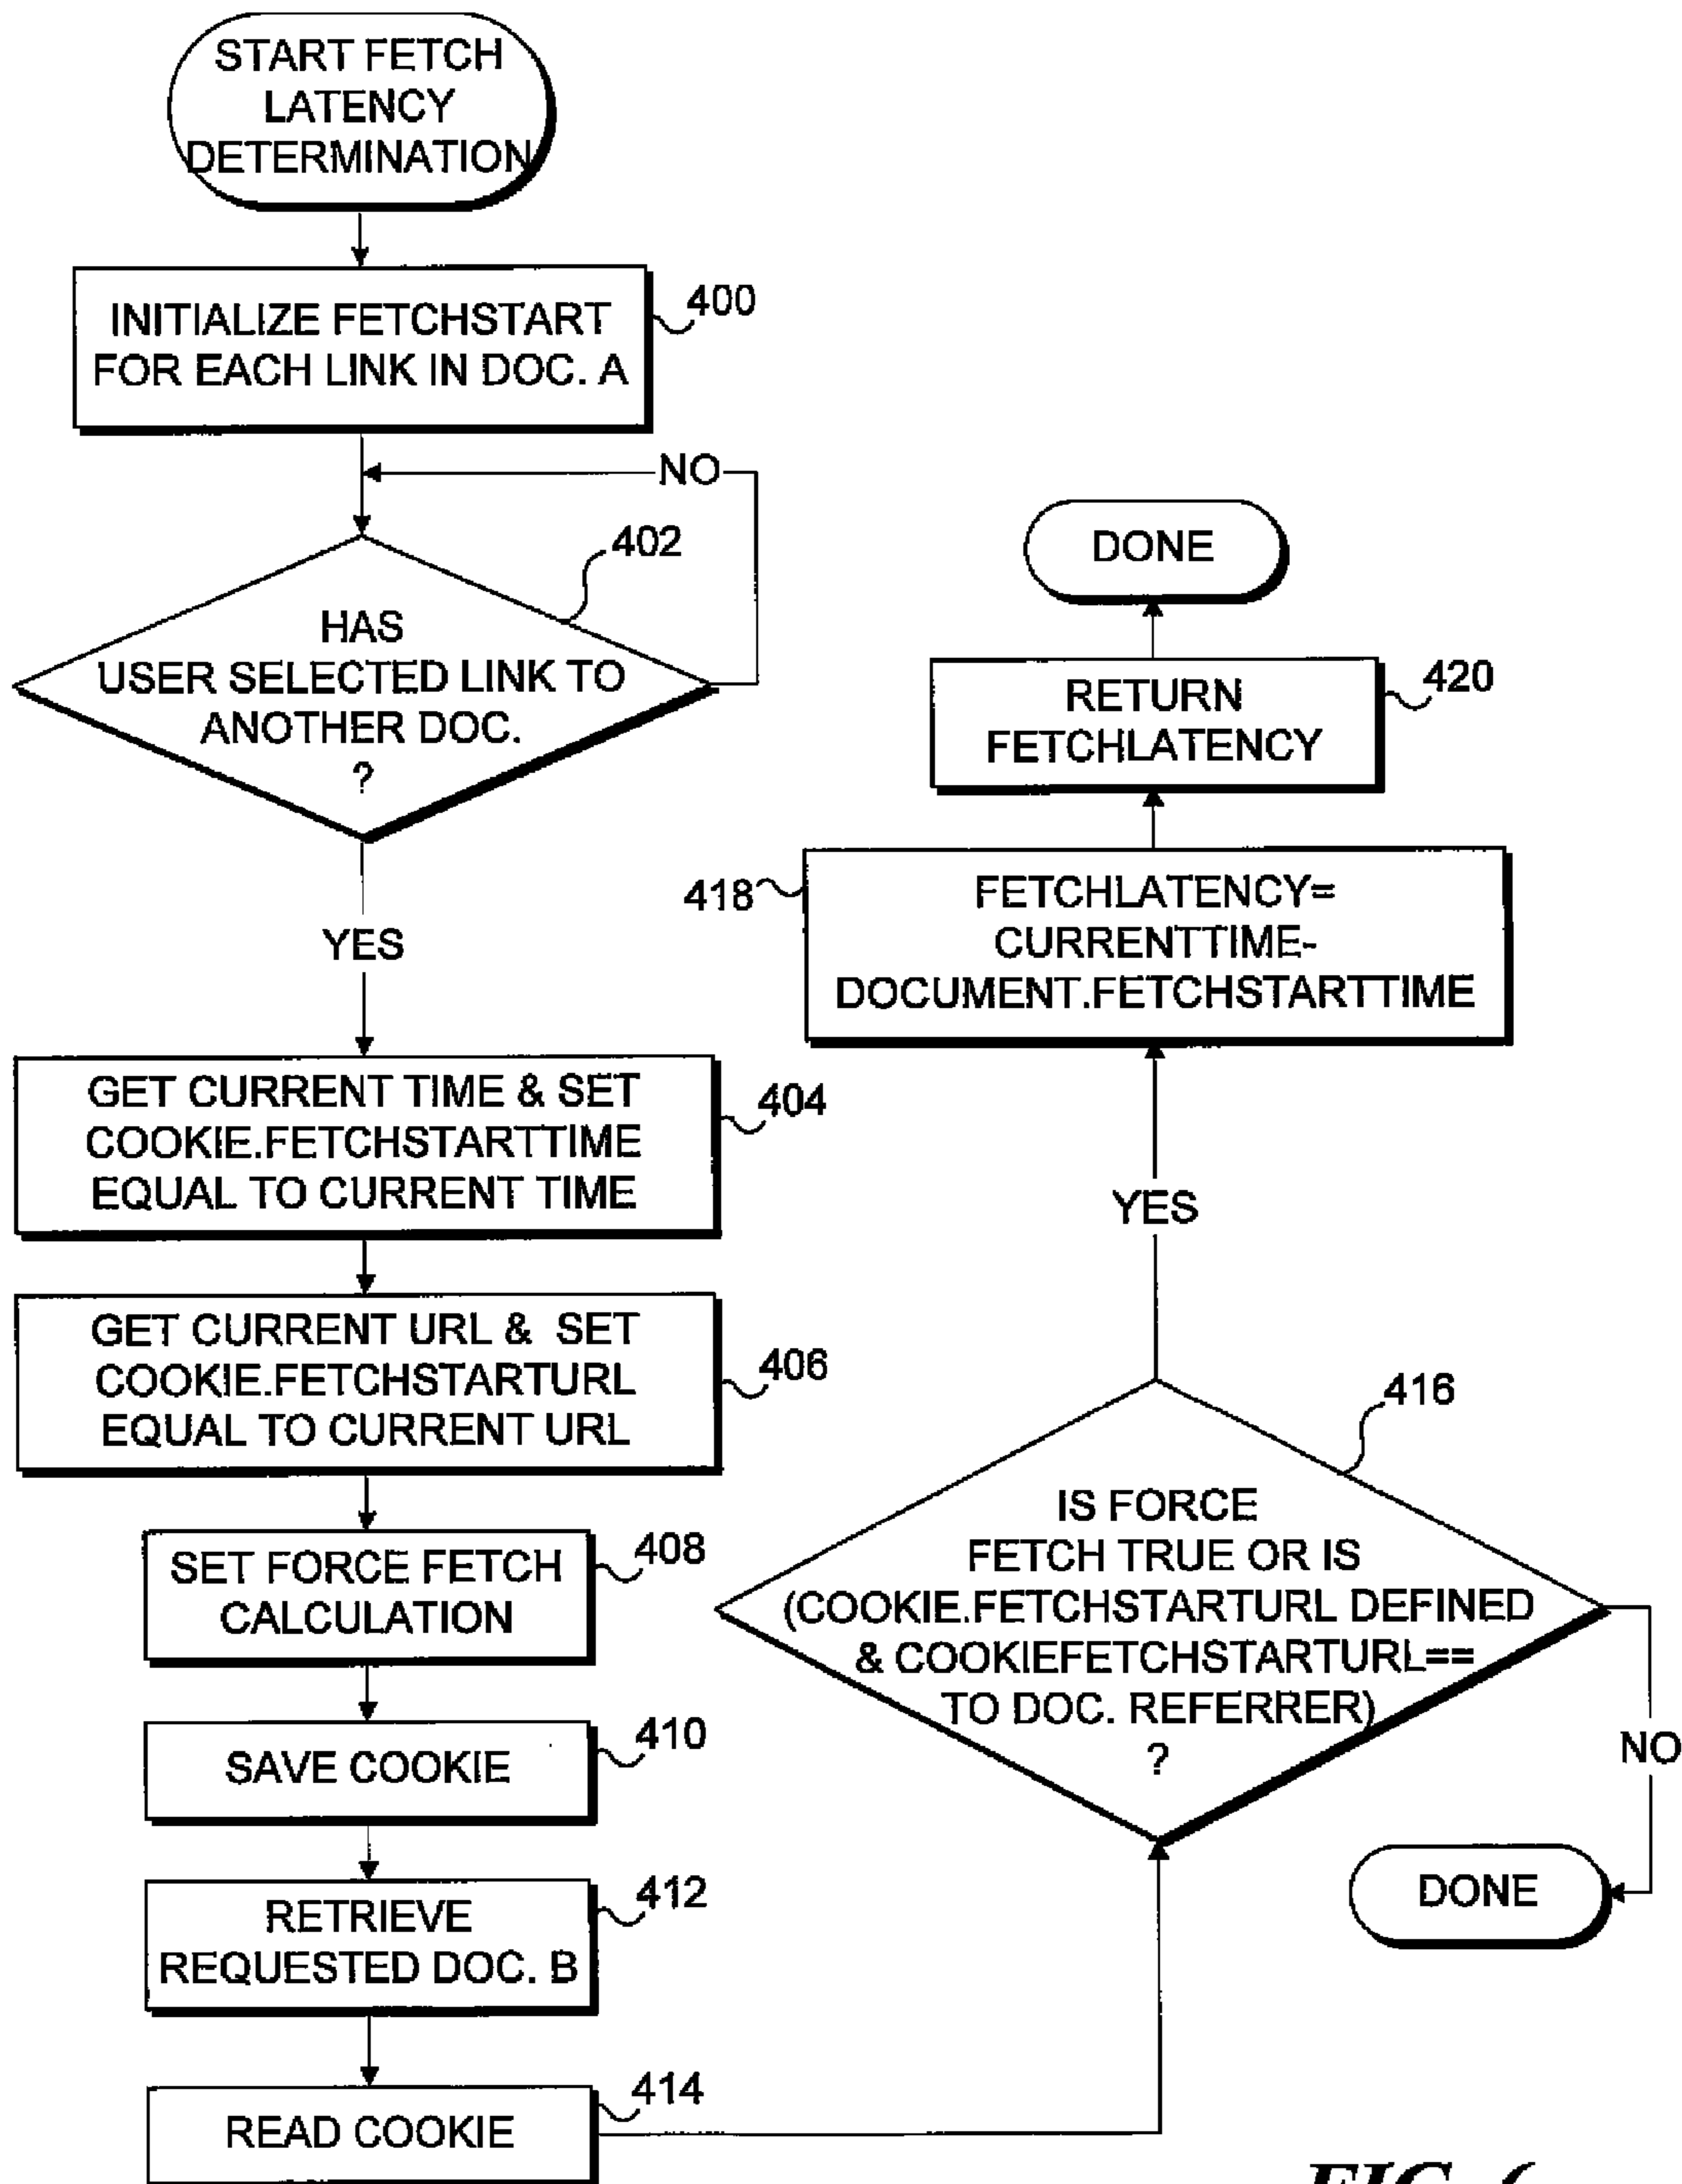 START FETCH
LATENCY
DETERMINATION
INITIALIZE FETCHSTART
FOR EACH LINK IN DOC. A
400
NO
402
HAS
USER SELECTED LINK TO
ANOTHER DOC.
?
YES
GET CURRENT TIME & SET
COOKIE.FETCHSTARTTIME
EQUAL TO CURRENT TIME
404
GET CURRENT URL & SET
COOKIE.FETCHSTARTURL
EQUAL TO CURRENT URL
406
SET FORCE FETCH
CALCULATION
408
SAVE COOKIE
410
RETRIEVE
REQUESTED DOC. B
412
READ COOKIE
414
IS FORCE
FETCH TRUE OR IS
(COOKIE.FETCHSTARTURL DEFINED
& COOKIEFETCHSTARTURL==
TO DOC. REFERRER)
?
416
NO
DONE
YES
FETCHLATENCY=
CURRENTTIME-
DOCUMENT.FETCHSTARTTIME
418
RETURN
FETCHLATENCY
420
DONE